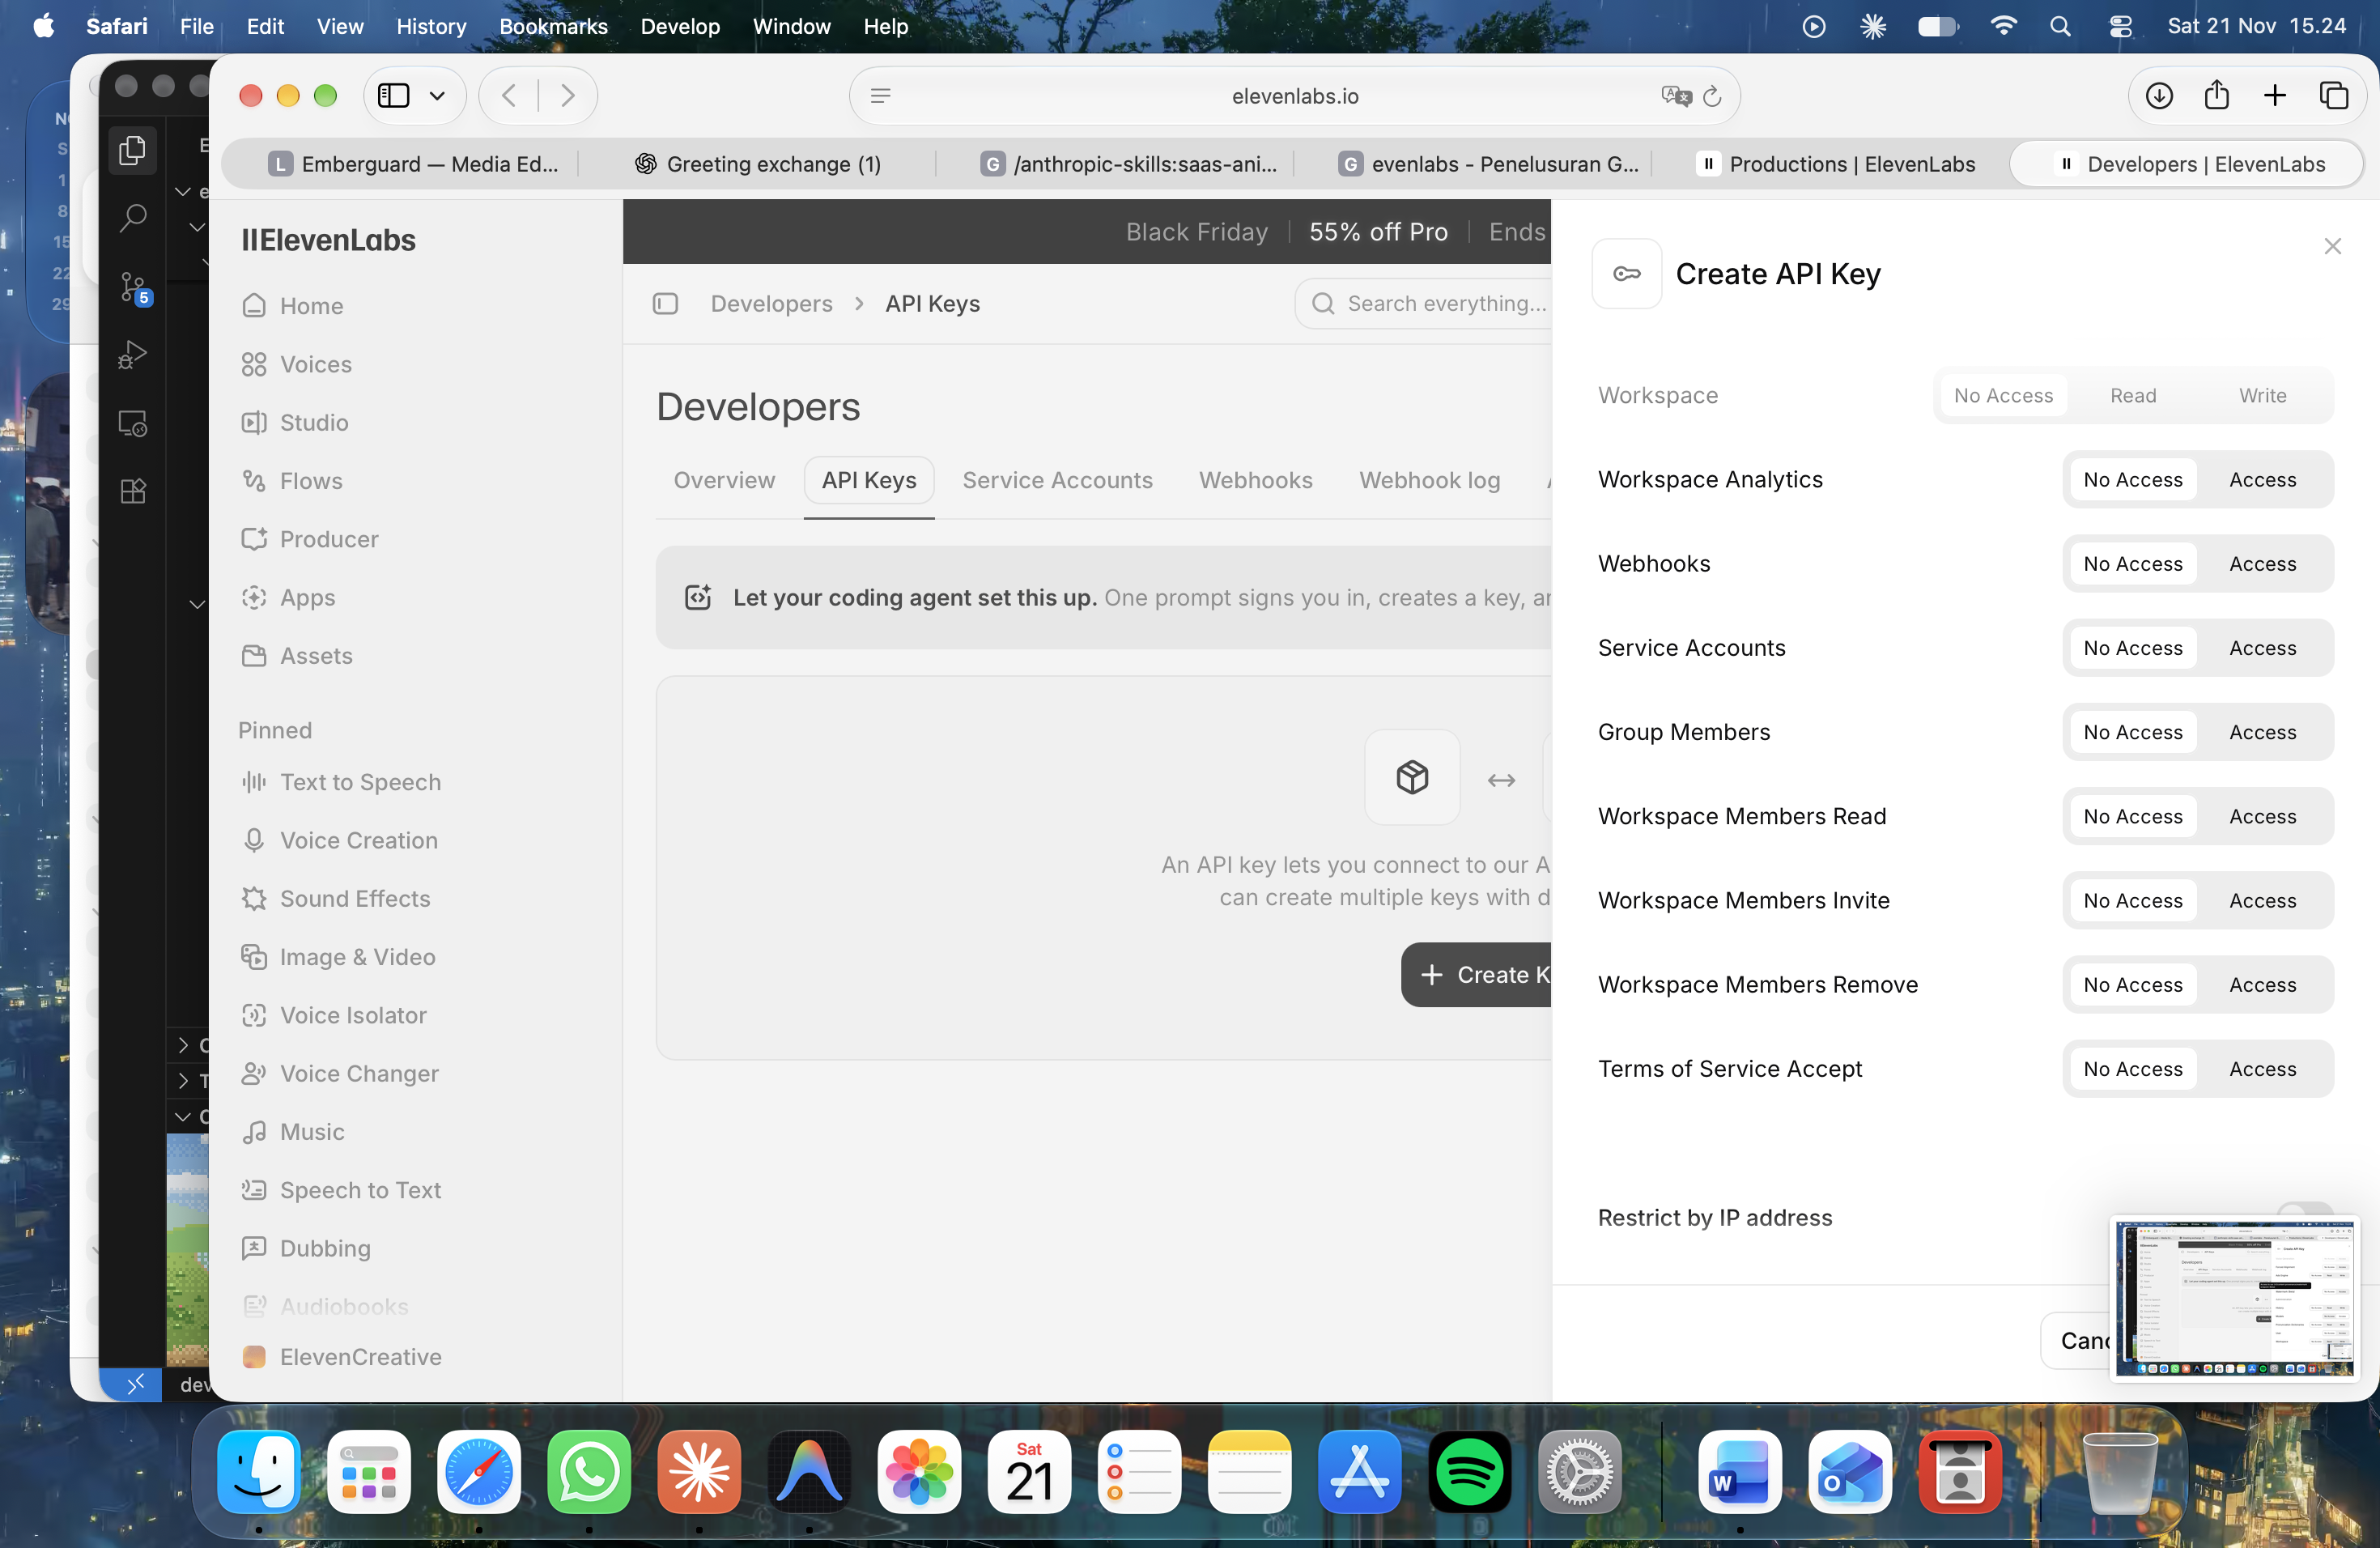 Safari File Edit View History Bookmarks Develop Window Help Sat 21 Nov 15.24
elevenlabs.io
L Emberguard — Media Ed...
Greeting exchange (1)
G /anthropic-skills:saas-ani...
G evenlabs - Penelusuran G...
Productions | ElevenLabs
Developers | ElevenLabs
IIElevenLabs
Home
Voices
Studio
Flows
Producer
Apps
Assets
Pinned
Text to Speech
Voice Creation
Sound Effects
Image & Video
Voice Isolator
Voice Changer
Music
Speech to Text
Dubbing
Audiobooks
ElevenCreative
Black Friday 55% off Pro Ends
Developers > API Keys
Search everything...
Developers
Overview API Keys Service Accounts Webhooks Webhook log
Let your coding agent set this up. One prompt signs you in, creates a key, ar
An API key lets you connect to our A
can create multiple keys with d
+ Create K
Create API Key
Workspace No Access Read Write
Workspace Analytics No Access Access
Webhooks No Access Access
Service Accounts No Access Access
Group Members No Access Access
Workspace Members Read No Access Access
Workspace Members Invite No Access Access
Workspace Members Remove No Access Access
Terms of Service Accept No Access Access
Restrict by IP address
Canc
5
1
8
15
22
29
dev
Sat
21
W
O